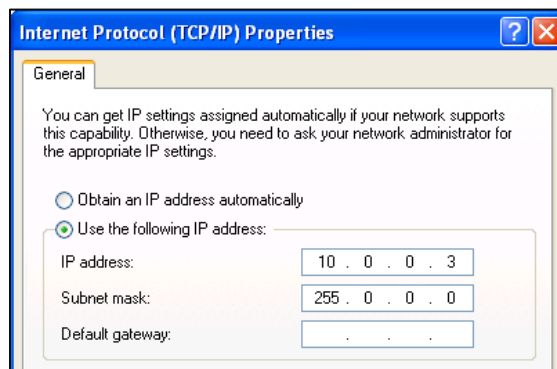 Internet Protocol (TCP/IP) Properties
General
You can get IP settings assigned automatically if your network supports
this capability. Otherwise, you need to ask your network administrator for
the appropriate IP settings.
Obtain an IP address automatically
Use the following IP address:
IP address: 10 . 0 . 0 . 3
Subnet mask: 255 . 0 . 0 . 0
Default gateway: . . .